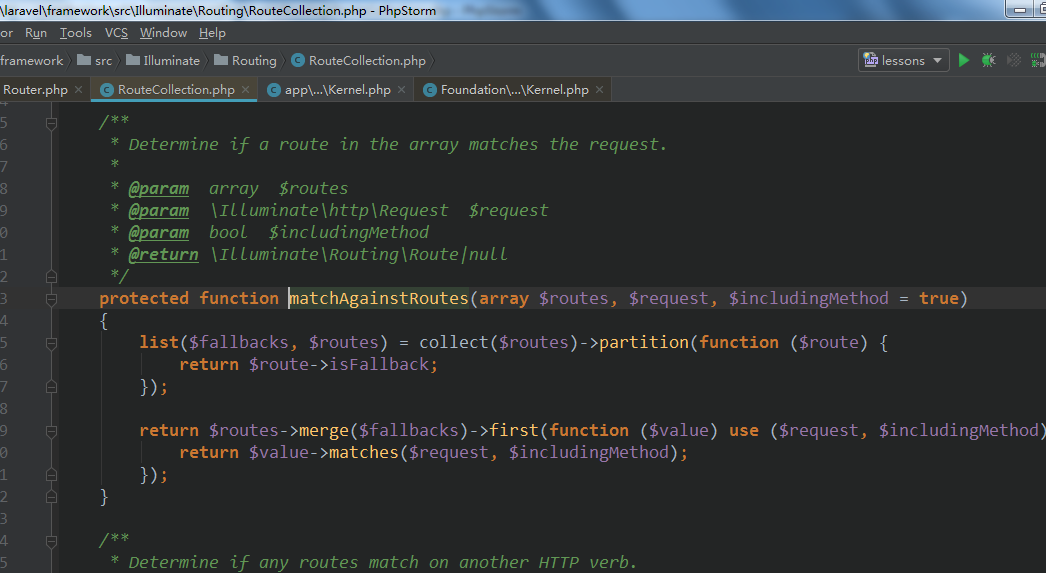 \laravel\framework\src\Illuminate\Routing\RouteCollection.php - PhpStorm
or Run Tools VCS Window Help
framework src Illuminate Routing RouteCollection.php lessons
Router.php RouteCollection.php app\...\Kernel.php Foundation\...\Kernel.php
4
5 /**
6 * Determine if a route in the array matches the request.
7 *
8 * @param  array  $routes
9 * @param  \Illuminate\http\Request  $request
0 * @param  bool  $includingMethod
1 * @return \Illuminate\Routing\Route|null
2 */
3 protected function matchAgainstRoutes(array $routes, $request, $includingMethod = true)
4 {
5 list($fallbacks, $routes) = collect($routes)->partition(function ($route) {
6 return $route->isFallback;
7 });
8
9 return $routes->merge($fallbacks)->first(function ($value) use ($request, $includingMethod)
0 return $value->matches($request, $includingMethod);
1 });
2 }
3
4 /**
5 * Determine if any routes match on another HTTP verb.